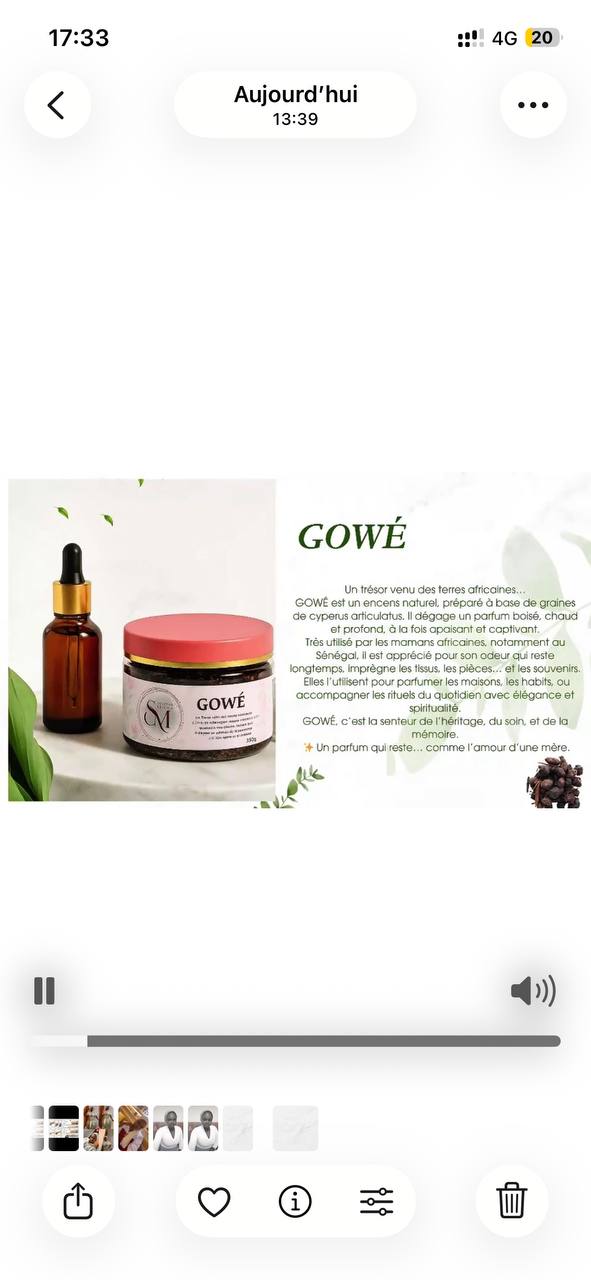 17:33
4G 20
Aujourd'hui
13:39
GOWÉ
Un trésor venu des terres africaines...
GOWÉ est un encens naturel, préparé à base de graines
de cyperus articulatus. Il dégage un parfum boisé, chaud
et profond, à la fois apaisant et captivant.
Très utilisé par les mamans africaines, notamment au
Sénégal, il est apprécié pour son odeur qui reste
longtemps, imprègne les tissus, les pièces... et les souvenirs.
Elles l'utilisent pour parfumer les maisons, les habits, ou
accompagner les rituels du quotidien avec élégance et
spiritualité.
GOWÉ, c'est la senteur de l'héritage, du soin, et de la
mémoire.
✨Un parfum qui reste... comme l'amour d'une mère.
GOWÉ
SM
350g